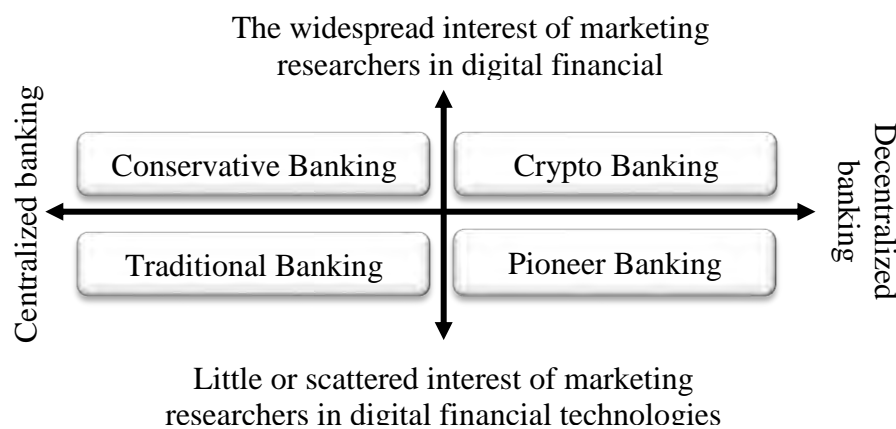 The widespread interest of marketing
researchers in digital financial
Centralized banking
Conservative Banking
Crypto Banking
Decentralized
banking
Traditional Banking
Pioneer Banking
Little or scattered interest of marketing
researchers in digital financial technologies